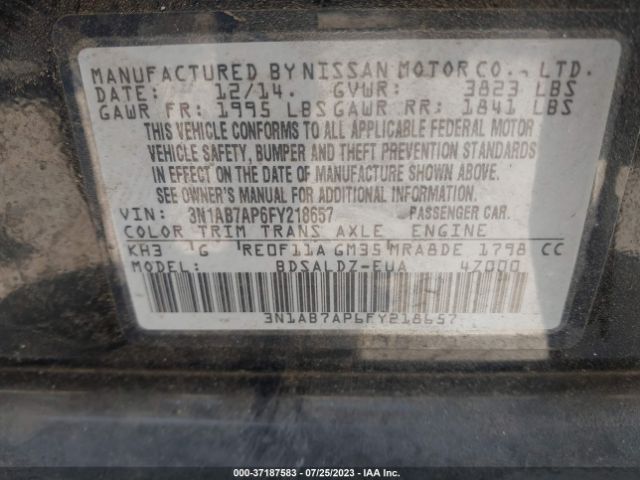 MANUFACTURED BY NISSAN MOTOR CO., LTD.
DATE: 12/14. GVWR: 3823 LBS
GAWR FR: 1995 LBS GAWR RR: 1841 LBS
THIS VEHICLE CONFORMS TO ALL APPLICABLE FEDERAL MOTOR
VEHICLE SAFETY, BUMPER AND THEFT PREVENTION STANDARDS
IN EFFECT ON THE DATE OF MANUFACTURE SHOWN ABOVE.
SEE OWNER'S MANUAL FOR ADDITIONAL INFORMATION.
VIN: 3N1AB7AP6FY218657 PASSENGER CAR.
COLOR TRIM TRANS AXLE ENGINE
KH3 G RE0F11A GM35 MRA8DE 1798 CC
MODEL: BDSALDZ-EUA 4Z000
3N1AB7AP6FY218657
000-37187583 - 07/25/2023 - IAA Inc.